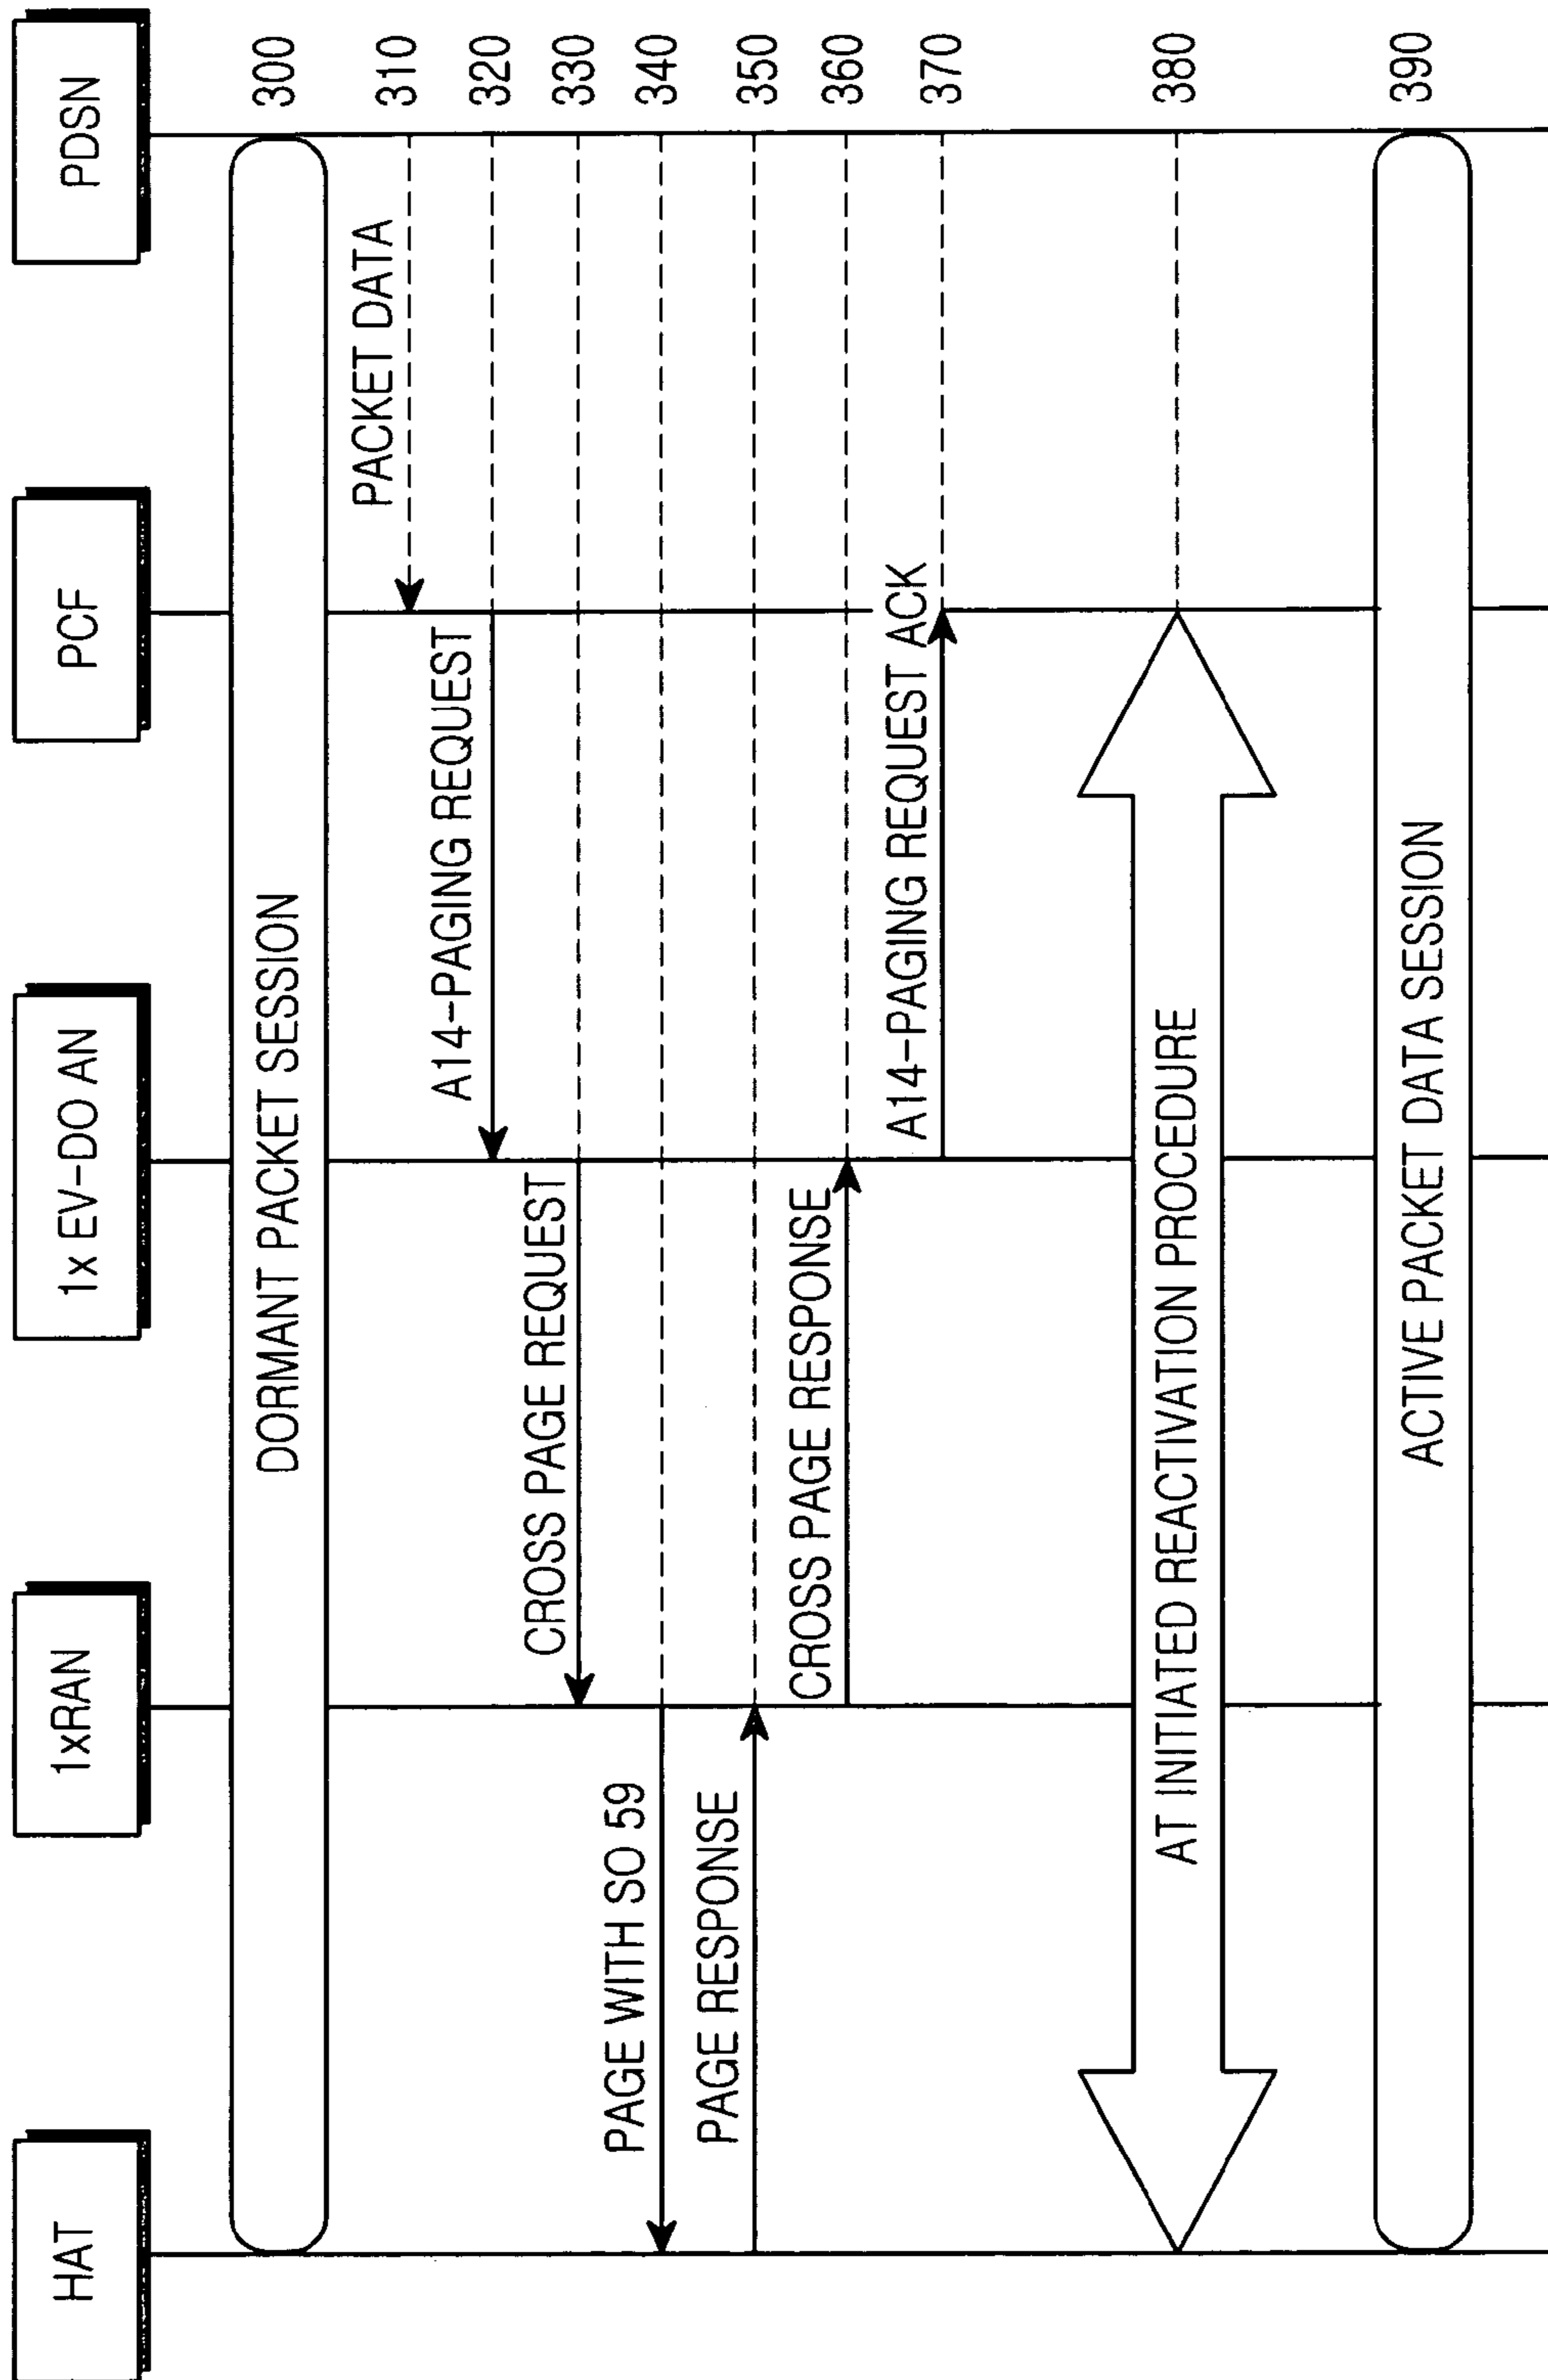 HAT
1xRAN
1x EV-DO AN
PCF
PDSN
DORMANT PACKET SESSION
300
PACKET DATA
310
A14-PAGING REQUEST
320
CROSS PAGE REQUEST
330
PAGE WITH SO 59
340
PAGE RESPONSE
350
CROSS PAGE RESPONSE
360
A14-PAGING REQUEST ACK
370
AT INITIATED REACTIVATION PROCEDURE
380
ACTIVE PACKET DATA SESSION
390